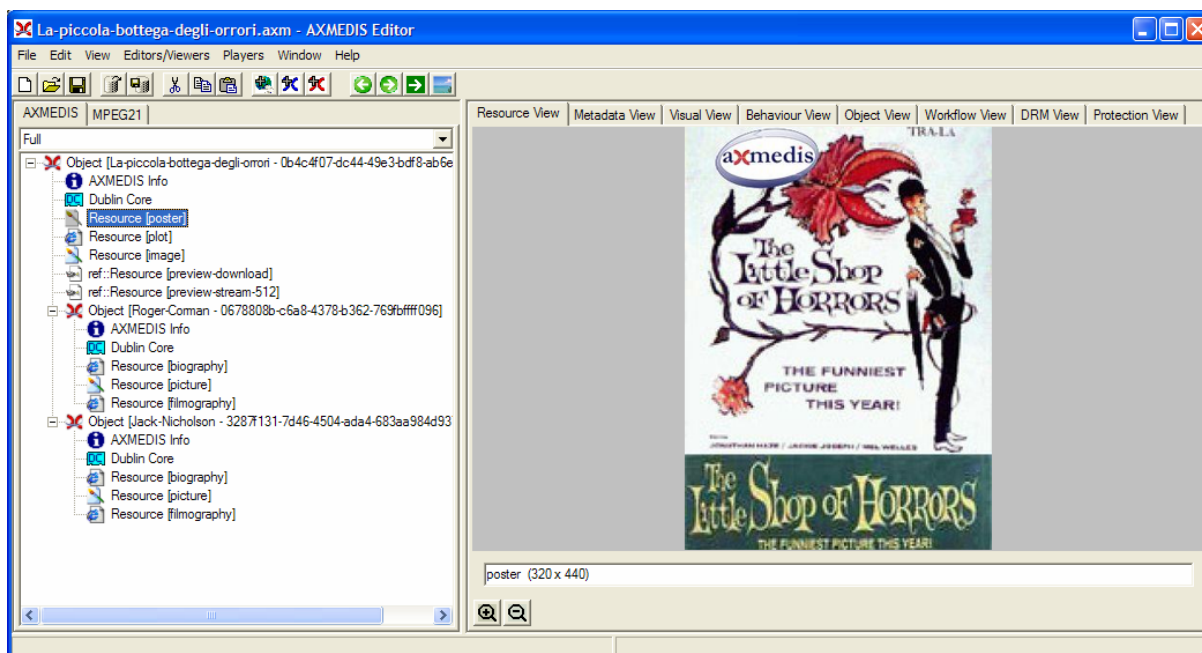 La-piccola-bottega-degli-orrori.axm - AXMEDIS Editor
File Edit View Editors/Viewers Players Window Help
AXMEDIS MPEG21
Full
Object [La-piccola-bottega-degli-orrori - 0b4c4f07-dc44-49e3-bdf8-ab6e
AXMEDIS Info
Dublin Core
Resource [poster]
Resource [plot]
Resource [image]
ref::Resource [preview-download]
ref::Resource [preview-stream-512]
Object [Roger-Corman - 0678808b-c6a8-4378-b362-769fbffff096]
AXMEDIS Info
Dublin Core
Resource [biography]
Resource [picture]
Resource [filmography]
Object [Jack-Nicholson - 3287f131-7d46-4504-ada4-683aa984d93
AXMEDIS Info
Dublin Core
Resource [biography]
Resource [picture]
Resource [filmography]
Resource View Metadata View Visual View Behaviour View Object View Workflow View DRM View Protection View
TRA-LA
axmedis
The
Little Shop
of Horrors
THE FUNNIEST
PICTURE
THIS YEAR!
JONATHAN HAZE / JACKIE JOSEPH / MEL WELLES
The
Little Shop of Horrors
THE FUNNIEST PICTURE THIS YEAR!
poster (320 x 440)